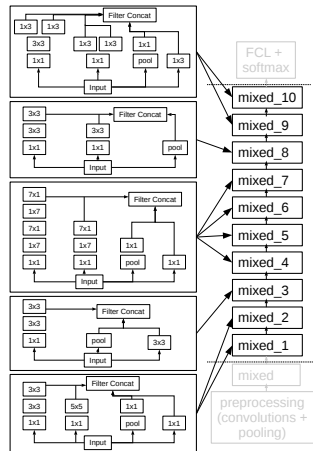 Filter Concat
1x3 1x3
3x3 1x3 1x3 1x1
1x1 1x1 pool 1x3
Input
3x3 Filter Concat
3x3 3x3
1x1 1x1 pool
Input
7x1 Filter Concat
1x7
7x1 7x1
1x7 1x7 1x1
1x1 1x1 pool 1x1
Input
3x3 Filter Concat
3x3
1x1 pool 3x3
Input
Filter Concat
3x3
3x3 5x5 1x1
1x1 1x1 pool 1x1
Input
FCL +
softmax
mixed_10
mixed_9
mixed_8
mixed_7
mixed_6
mixed_5
mixed_4
mixed_3
mixed_2
mixed_1
mixed
preprocessing
(convolutions +
pooling)